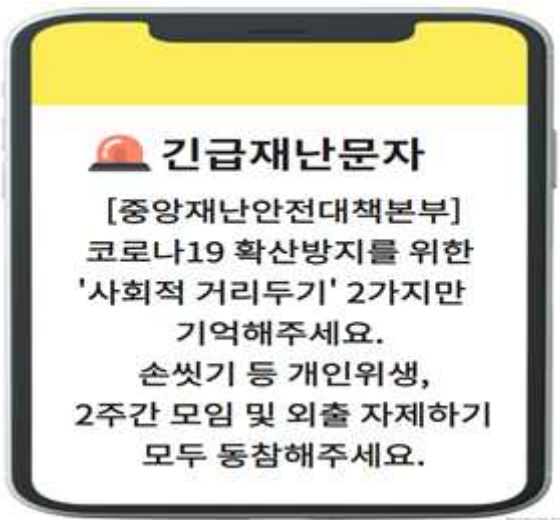 긴급재난문자
[중앙재난안전대책본부]
코로나19 확산방지를 위한
'사회적 거리두기' 2가지만
기억해주세요.
손씻기 등 개인위생,
2주간 모임 및 외출 자제하기
모두 동참해주세요.